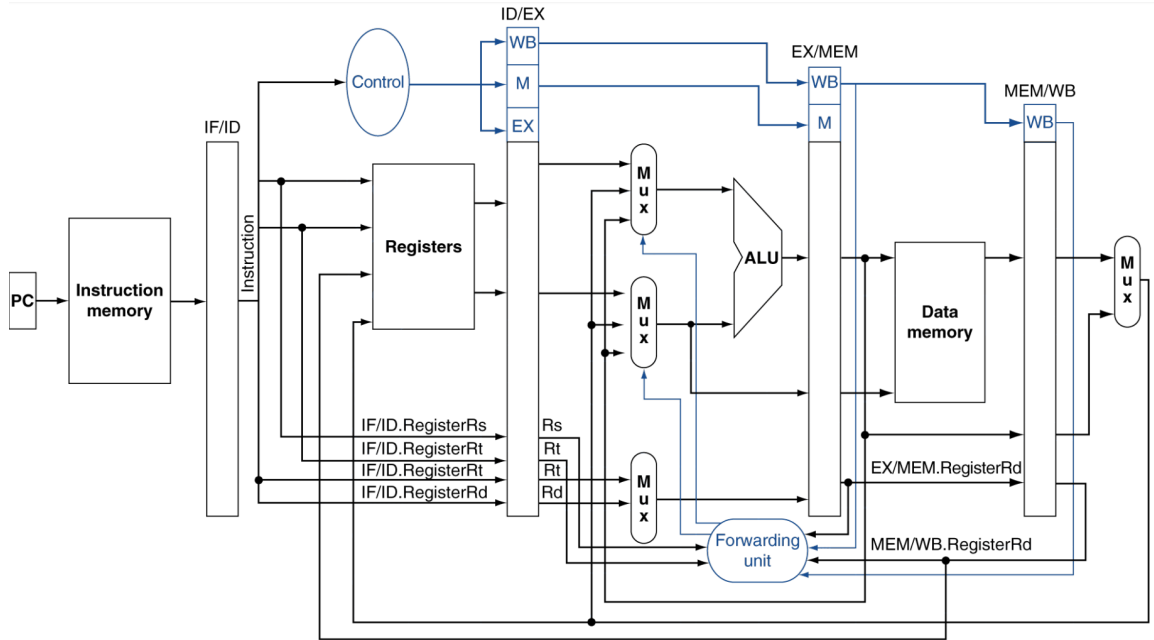 ID/EX
WB
EX/MEM
Control
M
WB
MEM/WB
IF/ID
EX
M
WB
M
u
x
Instruction
Registers
ALU
PC
Instruction
memory
M
u
x
Data
memory
M
u
x
IF/ID.RegisterRs
Rs
IF/ID.RegisterRt
Rt
IF/ID.RegisterRt
Rt
IF/ID.RegisterRd
Rd
M
u
x
EX/MEM.RegisterRd
Forwarding
unit
MEM/WB.RegisterRd